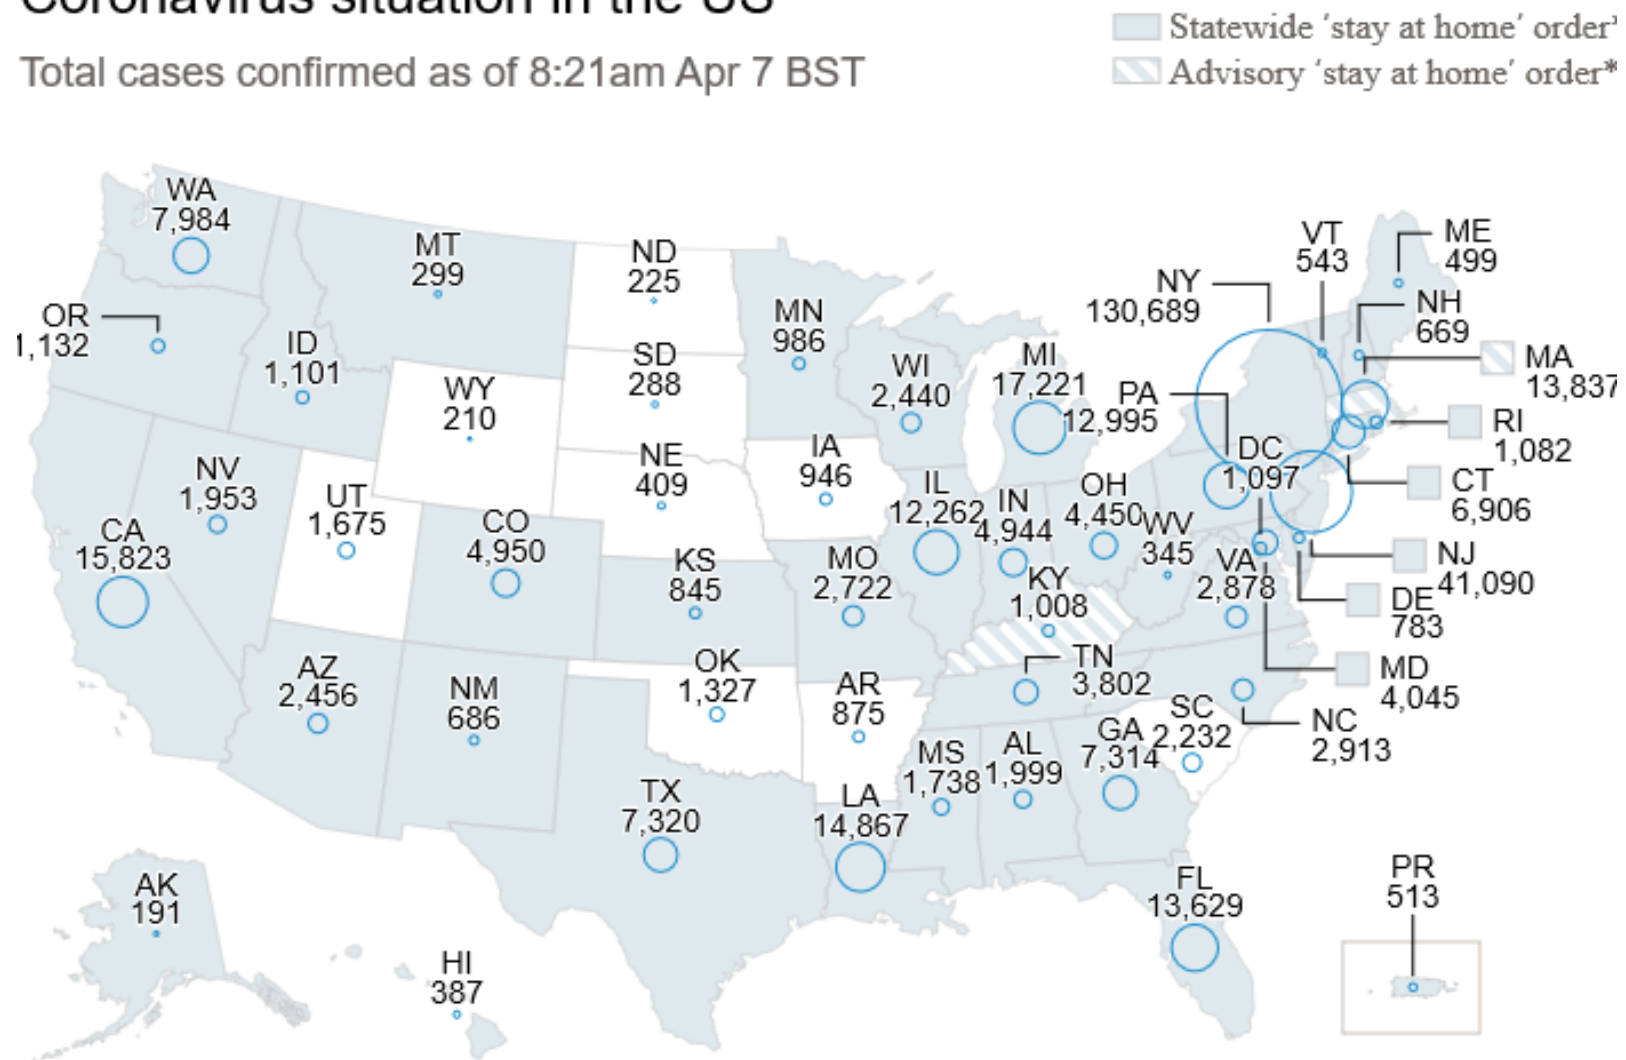 Coronavirus situation in the US
Total cases confirmed as of 8:21am Apr 7 BST
Statewide ‘stay at home’ order*
Advisory ‘stay at home’ order*
WA
7,984
MT
299
ND
225
VT
543
ME
499
NY
130,689
NH
669
OR
1,132
ID
1,101
MN
986
SD
288
WI
2,440
MI
17,221
MA
13,837
WY
210
PA
12,995
RI
1,082
NV
1,953
UT
1,675
NE
409
IA
946
DC
1,097
CT
6,906
CA
15,823
CO
4,950
IL
12,262
IN
4,944
OH
4,450
WV
345
NJ
41,090
KS
845
MO
2,722
KY
1,008
VA
2,878
DE
783
AZ
2,456
NM
686
OK
1,327
AR
875
TN
3,802
MD
4,045
SC
2,232
NC
2,913
TX
7,320
LA
14,867
MS
1,738
AL
1,999
GA
7,314
AK
191
HI
387
FL
13,629
PR
513